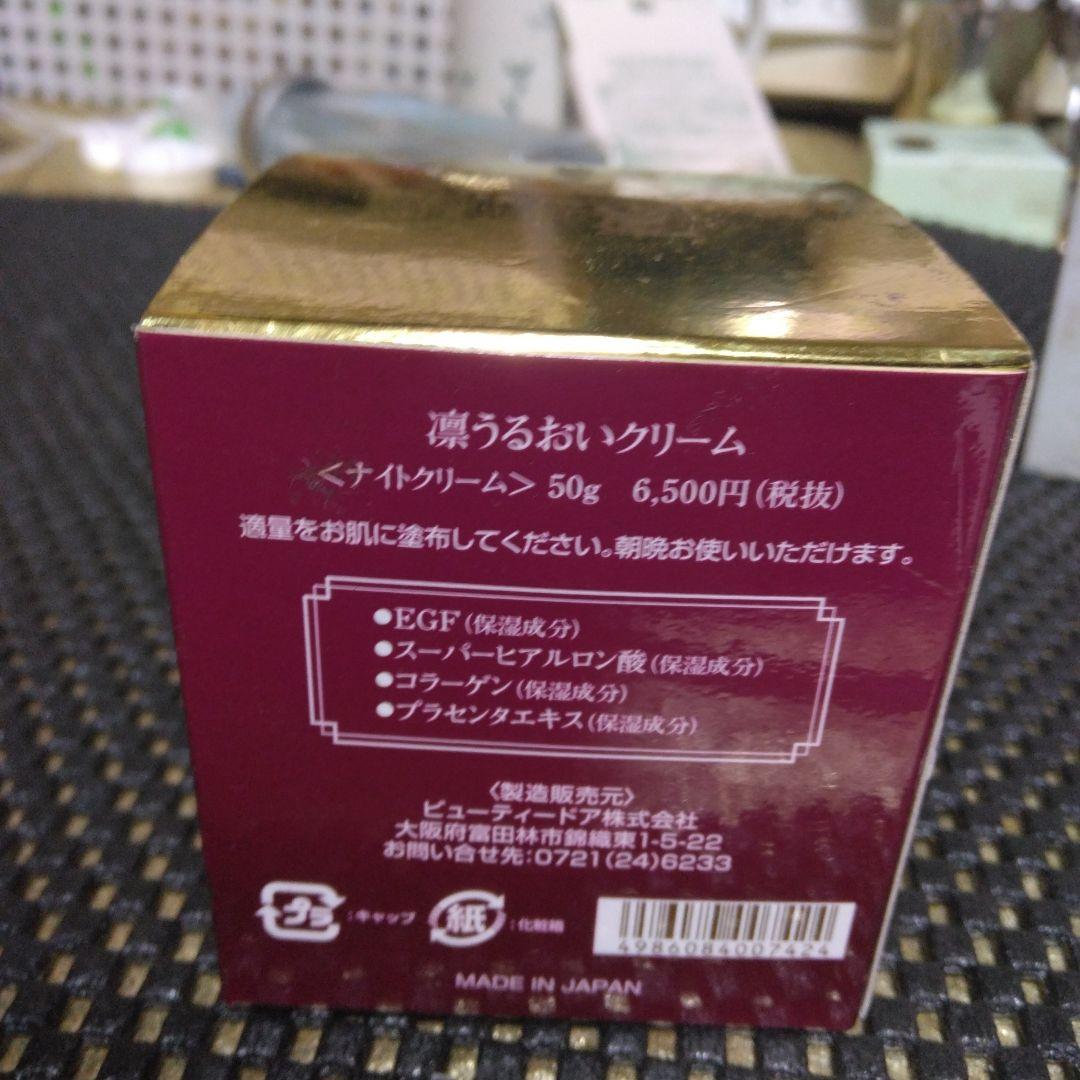 凛うるおいクリーム
<ナイトクリーム> 50g 6,500円(税抜)
適量をお肌に塗布してください。朝晩お使いいただけます。
●EGF(保湿成分)
●スーパーヒアルロン酸(保湿成分)
●コラーゲン(保湿成分)
●プラセンタエキス(保湿成分)
〈製造販売元〉
ビューティードア株式会社
大阪府富田林市錦織東1-5-22
お問い合せ先:0721(24)6233
プラ :キャップ 紙 :化粧箱
4986084007424
MADE IN JAPAN